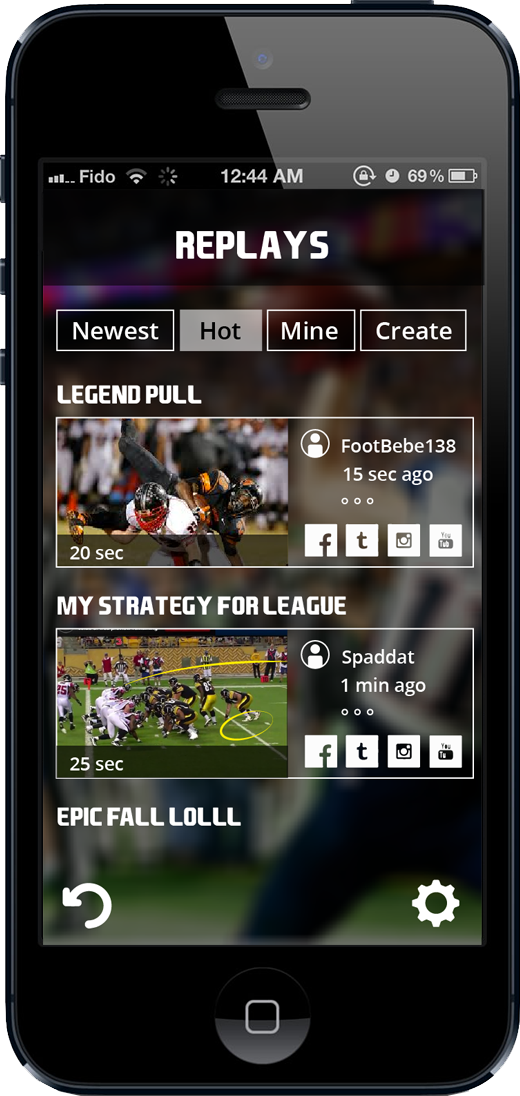 Fido 12:44 AM 69%
REPLAYS
Newest Hot Mine Create
LEGEND PULL
FootBebe138
15 sec ago
f t You Tube
20 sec
MY STRATEGY FOR LEAGUE
Spaddat
1 min ago
f t You Tube
25 sec
EPIC FALL LOLLL